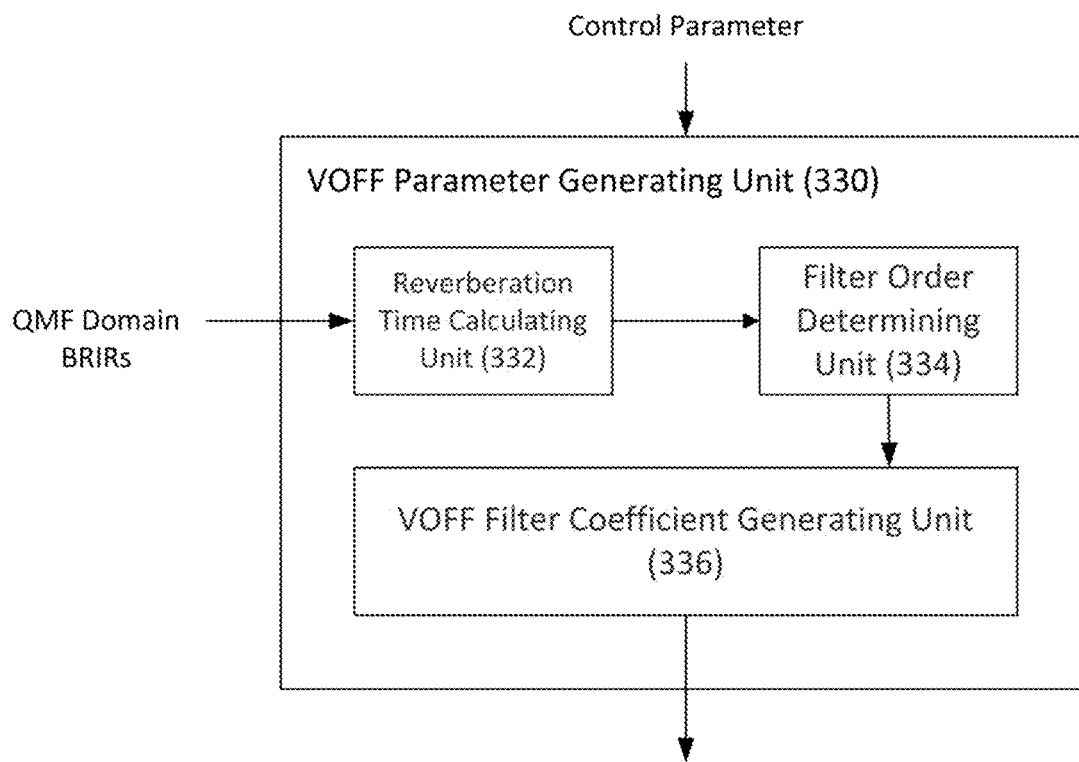 Control Parameter
VOFF Parameter Generating Unit (330)
Reverberation
Time Calculating
Unit (332)
Filter Order
Determining
Unit (334)
QMF Domain
BRIRs
VOFF Filter Coefficient Generating Unit
(336)